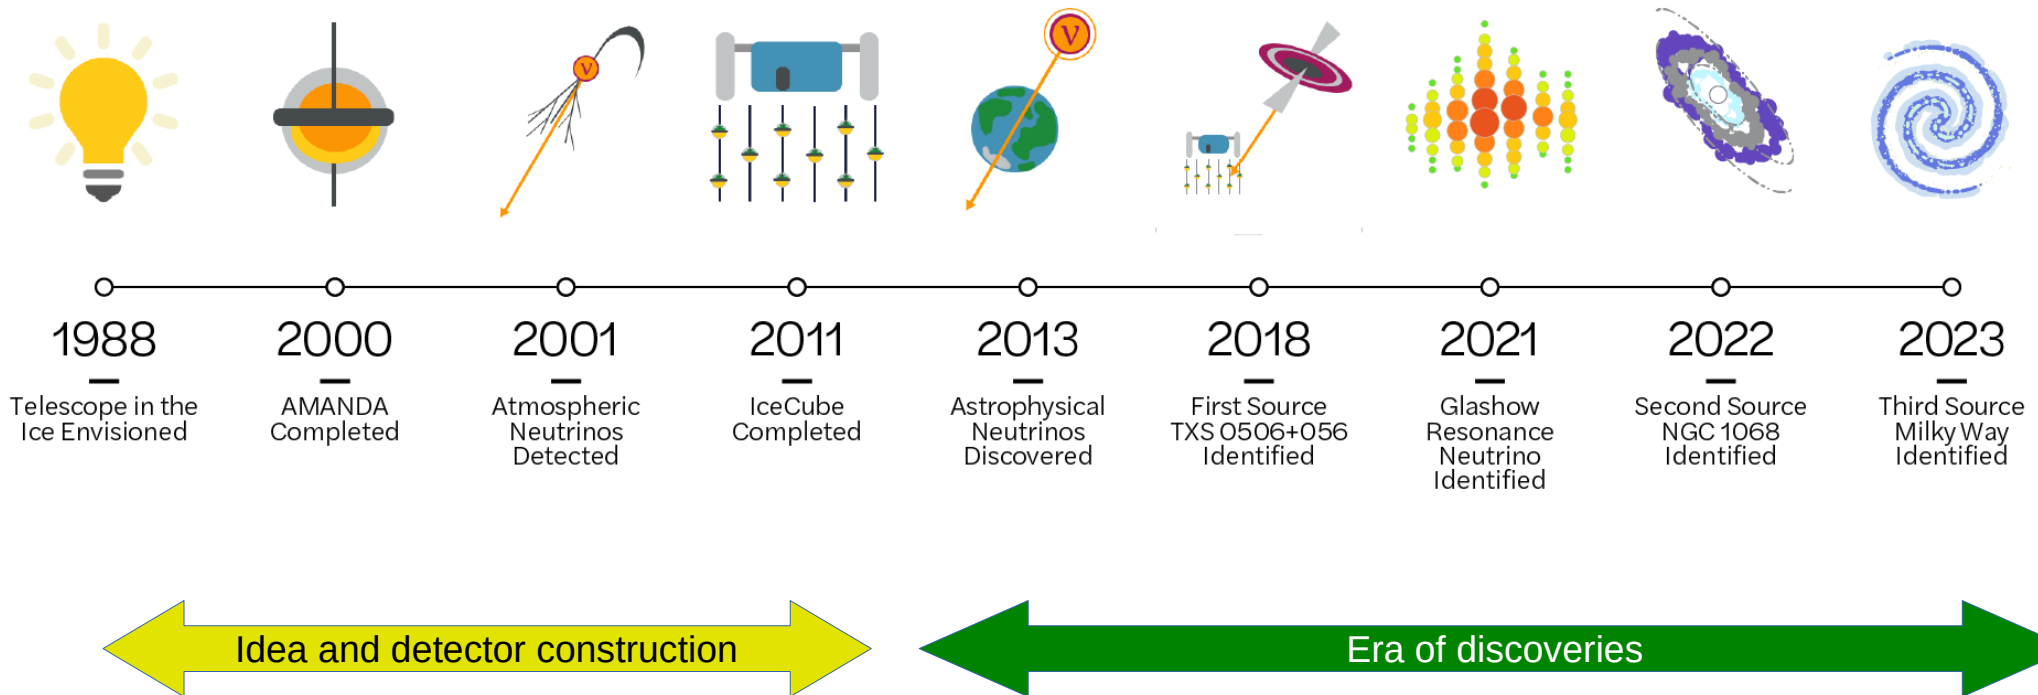 ν
ν
1988
Telescope in the
Ice Envisioned
2000
AMANDA
Completed
2001
Atmospheric
Neutrinos
Detected
2011
IceCube
Completed
2013
Astrophysical
Neutrinos
Discovered
2018
First Source
TXS 0506+056
Identified
2021
Glashow
Resonance
Neutrino
Identified
2022
Second Source
NGC 1068
Identified
2023
Third Source
Milky Way
Identified
Idea and detector construction
Era of discoveries